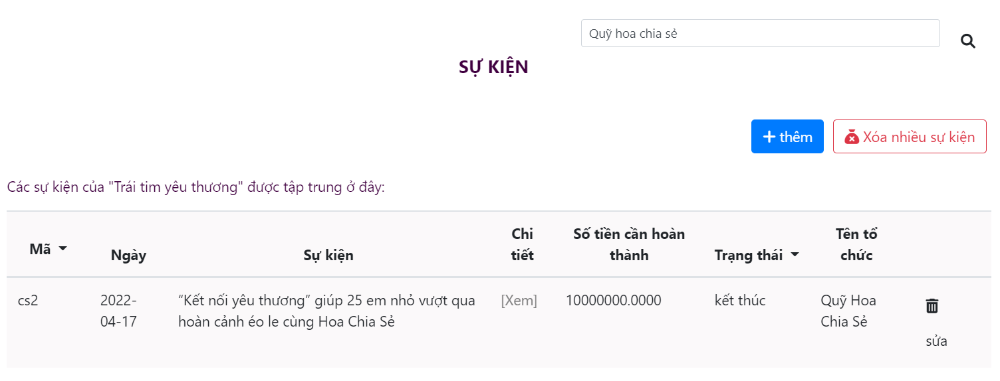 Quỹ hoa chia sẻ
SỰ KIỆN
thêm
Xóa nhiều sự kiện
Các sự kiện của "Trái tim yêu thương" được tập trung ở đây:
Mã
Ngày
Sự kiện
Chi
tiết
Số tiền cần hoàn
thành
Trạng thái
Tên tổ
chức
cs2
2022-
04-17
“Kết nối yêu thương” giúp 25 em nhỏ vượt qua
hoàn cảnh éo le cùng Hoa Chia Sẻ
[Xem]
10000000.0000
kết thúc
Quỹ Hoa
Chia Sẻ
sửa